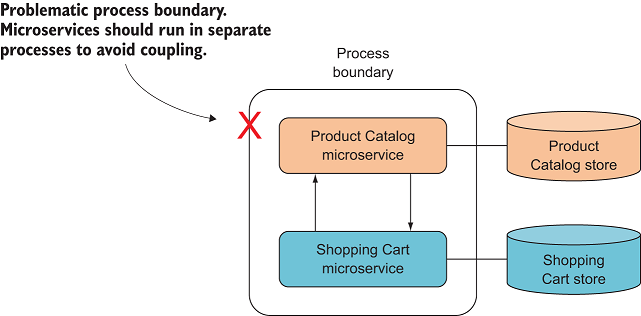 Problematic process boundary.
Microservices should run in separate
processes to avoid coupling.
Process
boundary
X
Product Catalog
microservice
Product
Catalog store
Shopping Cart
microservice
Shopping
Cart store